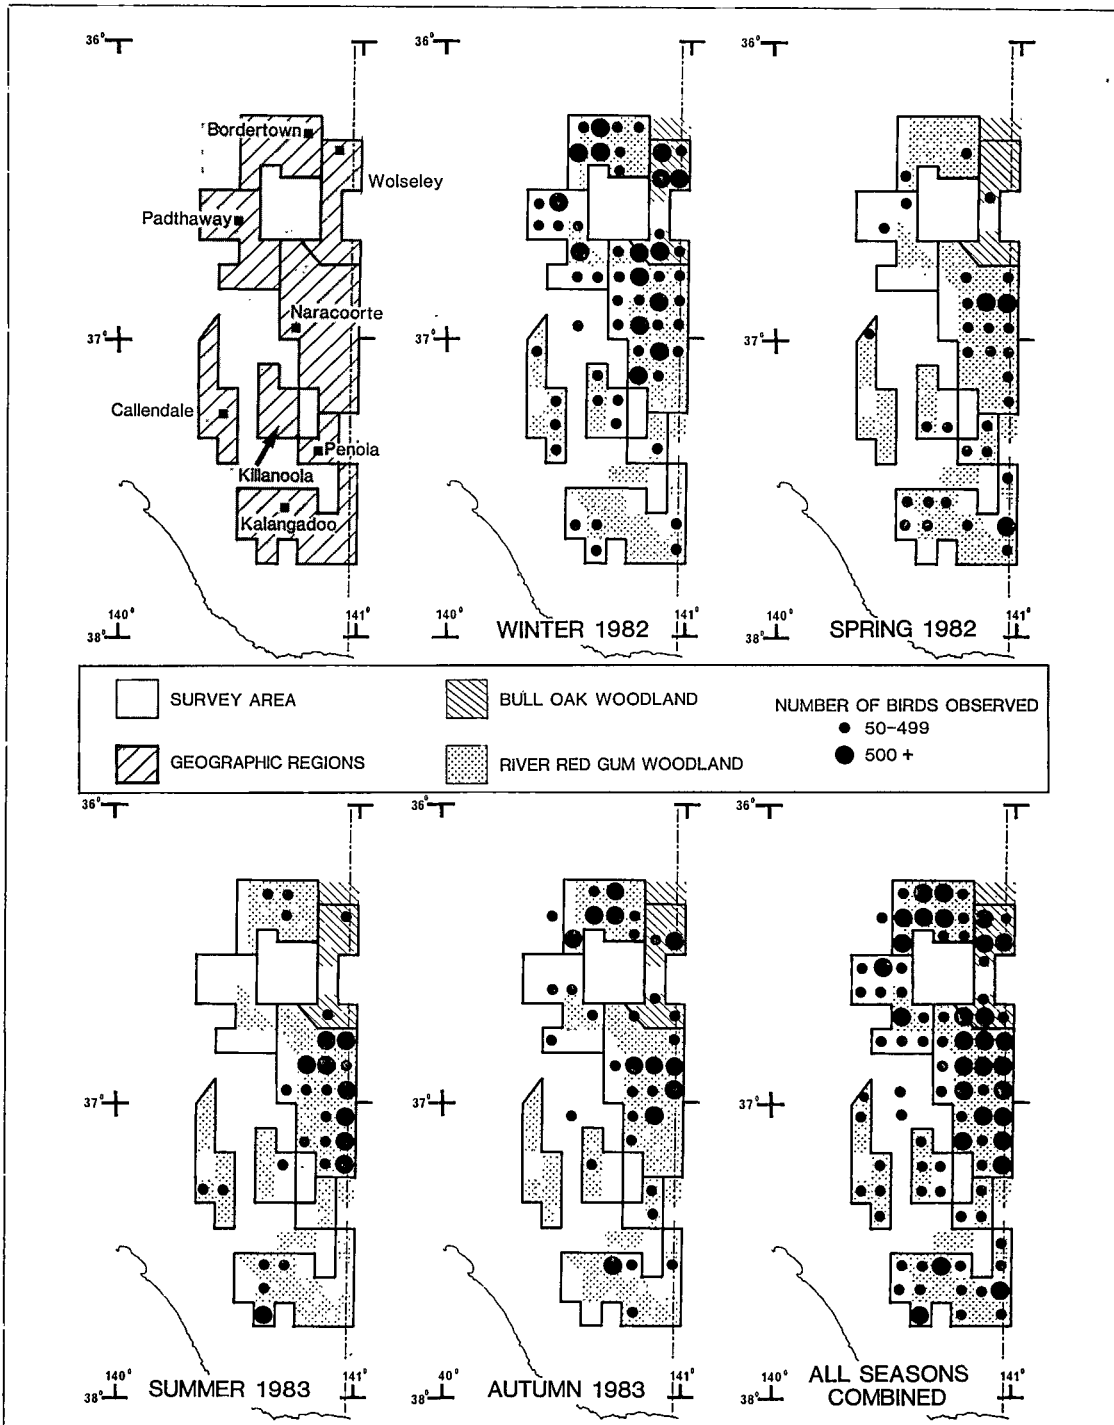 36°
36°
36°
Bordertown
Wolseley
Padthaway
Naracoorte
37°
37°
37°
Callendale
Penola
Killanoola
Kalangadoo
140°
141°
38°
140°
141°
38°
WINTER 1982
140°
141°
38°
SPRING 1982
SURVEY AREA
BULL OAK WOODLAND
NUMBER OF BIRDS OBSERVED
50-499
GEOGRAPHIC REGIONS
RIVER RED GUM WOODLAND
500 +
36°
36°
36°
37°
37°
37°
140°
141°
38°
SUMMER 1983
40°
141°
38°
AUTUMN 1983
140°
141°
38°
ALL SEASONS
COMBINED